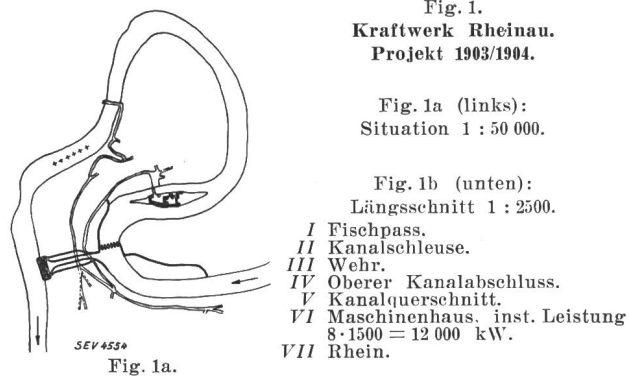 Fig. 1.
Kraftwerk Rheinau.
Projekt 1903/1904.
Fig. 1a (links):
Situation 1 : 50 000.
Fig. 1b (unten):
Längsschnitt 1 : 2500.
I Fischpass.
II Kanalschleuse.
III Wehr.
IV Oberer Kanalabschluss.
V Kanalquerschnitt.
VI Maschinenhaus, inst. Leistung
8·1500 = 12 000 kW.
VII Rhein.
SEV 4554
Fig. 1a.